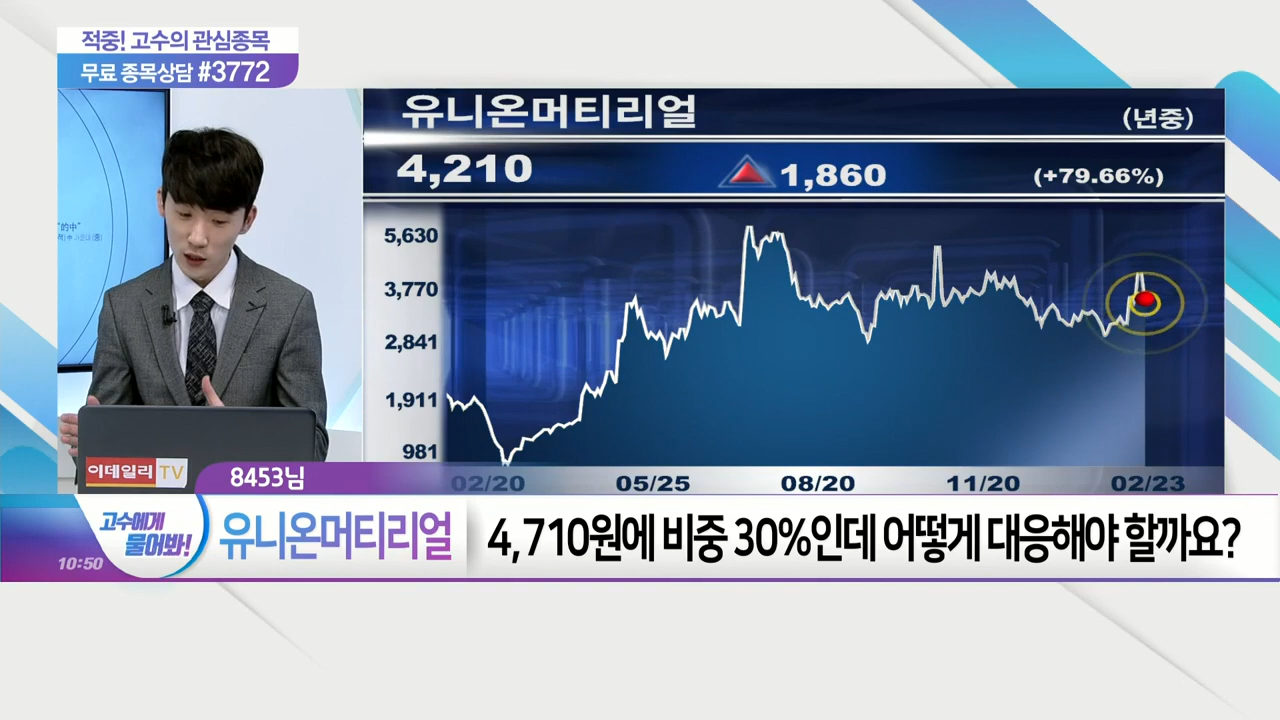 적중! 고수의 관심종목
무료 종목상담 #3772
"的中"
유니온머티리얼
(년중)
4,210
1,860
(+79.66%)
5,630
3,770
2,841
1,911
981
02/20
05/25
08/20
11/20
02/23
이데일리 TV
8453님
고수에게
물어봐!
10:50
유니온머티리얼
4,710원에 비중 30%인데 어떻게 대응해야 할까요?